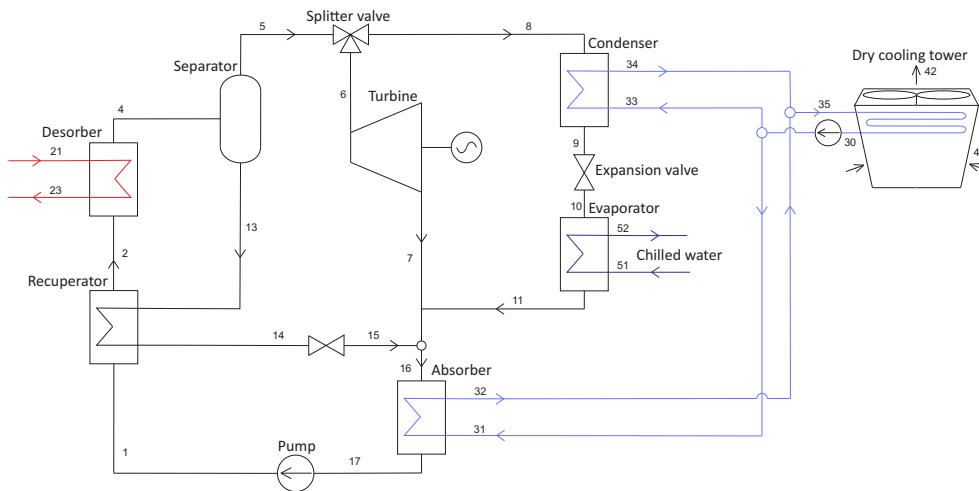 5
Splitter valve
8
Condenser
Dry cooling tower
42
Separator
34
6
Turbine
33
35
4
Desorber
30
21
9
Expansion valve
4
23
10
Evaporator
13
52
2
7
Chilled water
Recuperator
51
11
14
15
16
Absorber
32
31
Pump
1
17